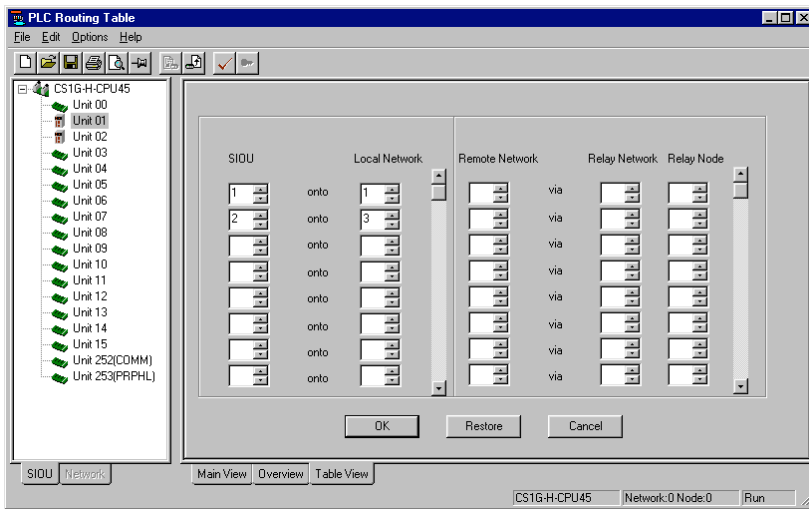 PLC Routing Table
File Edit Options Help
CS1G-H-CPU45
Unit 00
Unit 01
Unit 02
Unit 03
Unit 04
Unit 05
Unit 06
Unit 07
Unit 08
Unit 09
Unit 10
Unit 11
Unit 12
Unit 13
Unit 14
Unit 15
Unit 252(COMM)
Unit 253(PRPHL)
SIOU Network
SIOU Local Network Remote Network Relay Network Relay Node
1 onto 1 via
2 onto 3 via
onto via
onto via
onto via
onto via
onto via
onto via
OK Restore Cancel
Main View Overview Table View
CS1G-H-CPU45 Network:0 Node:0 Run